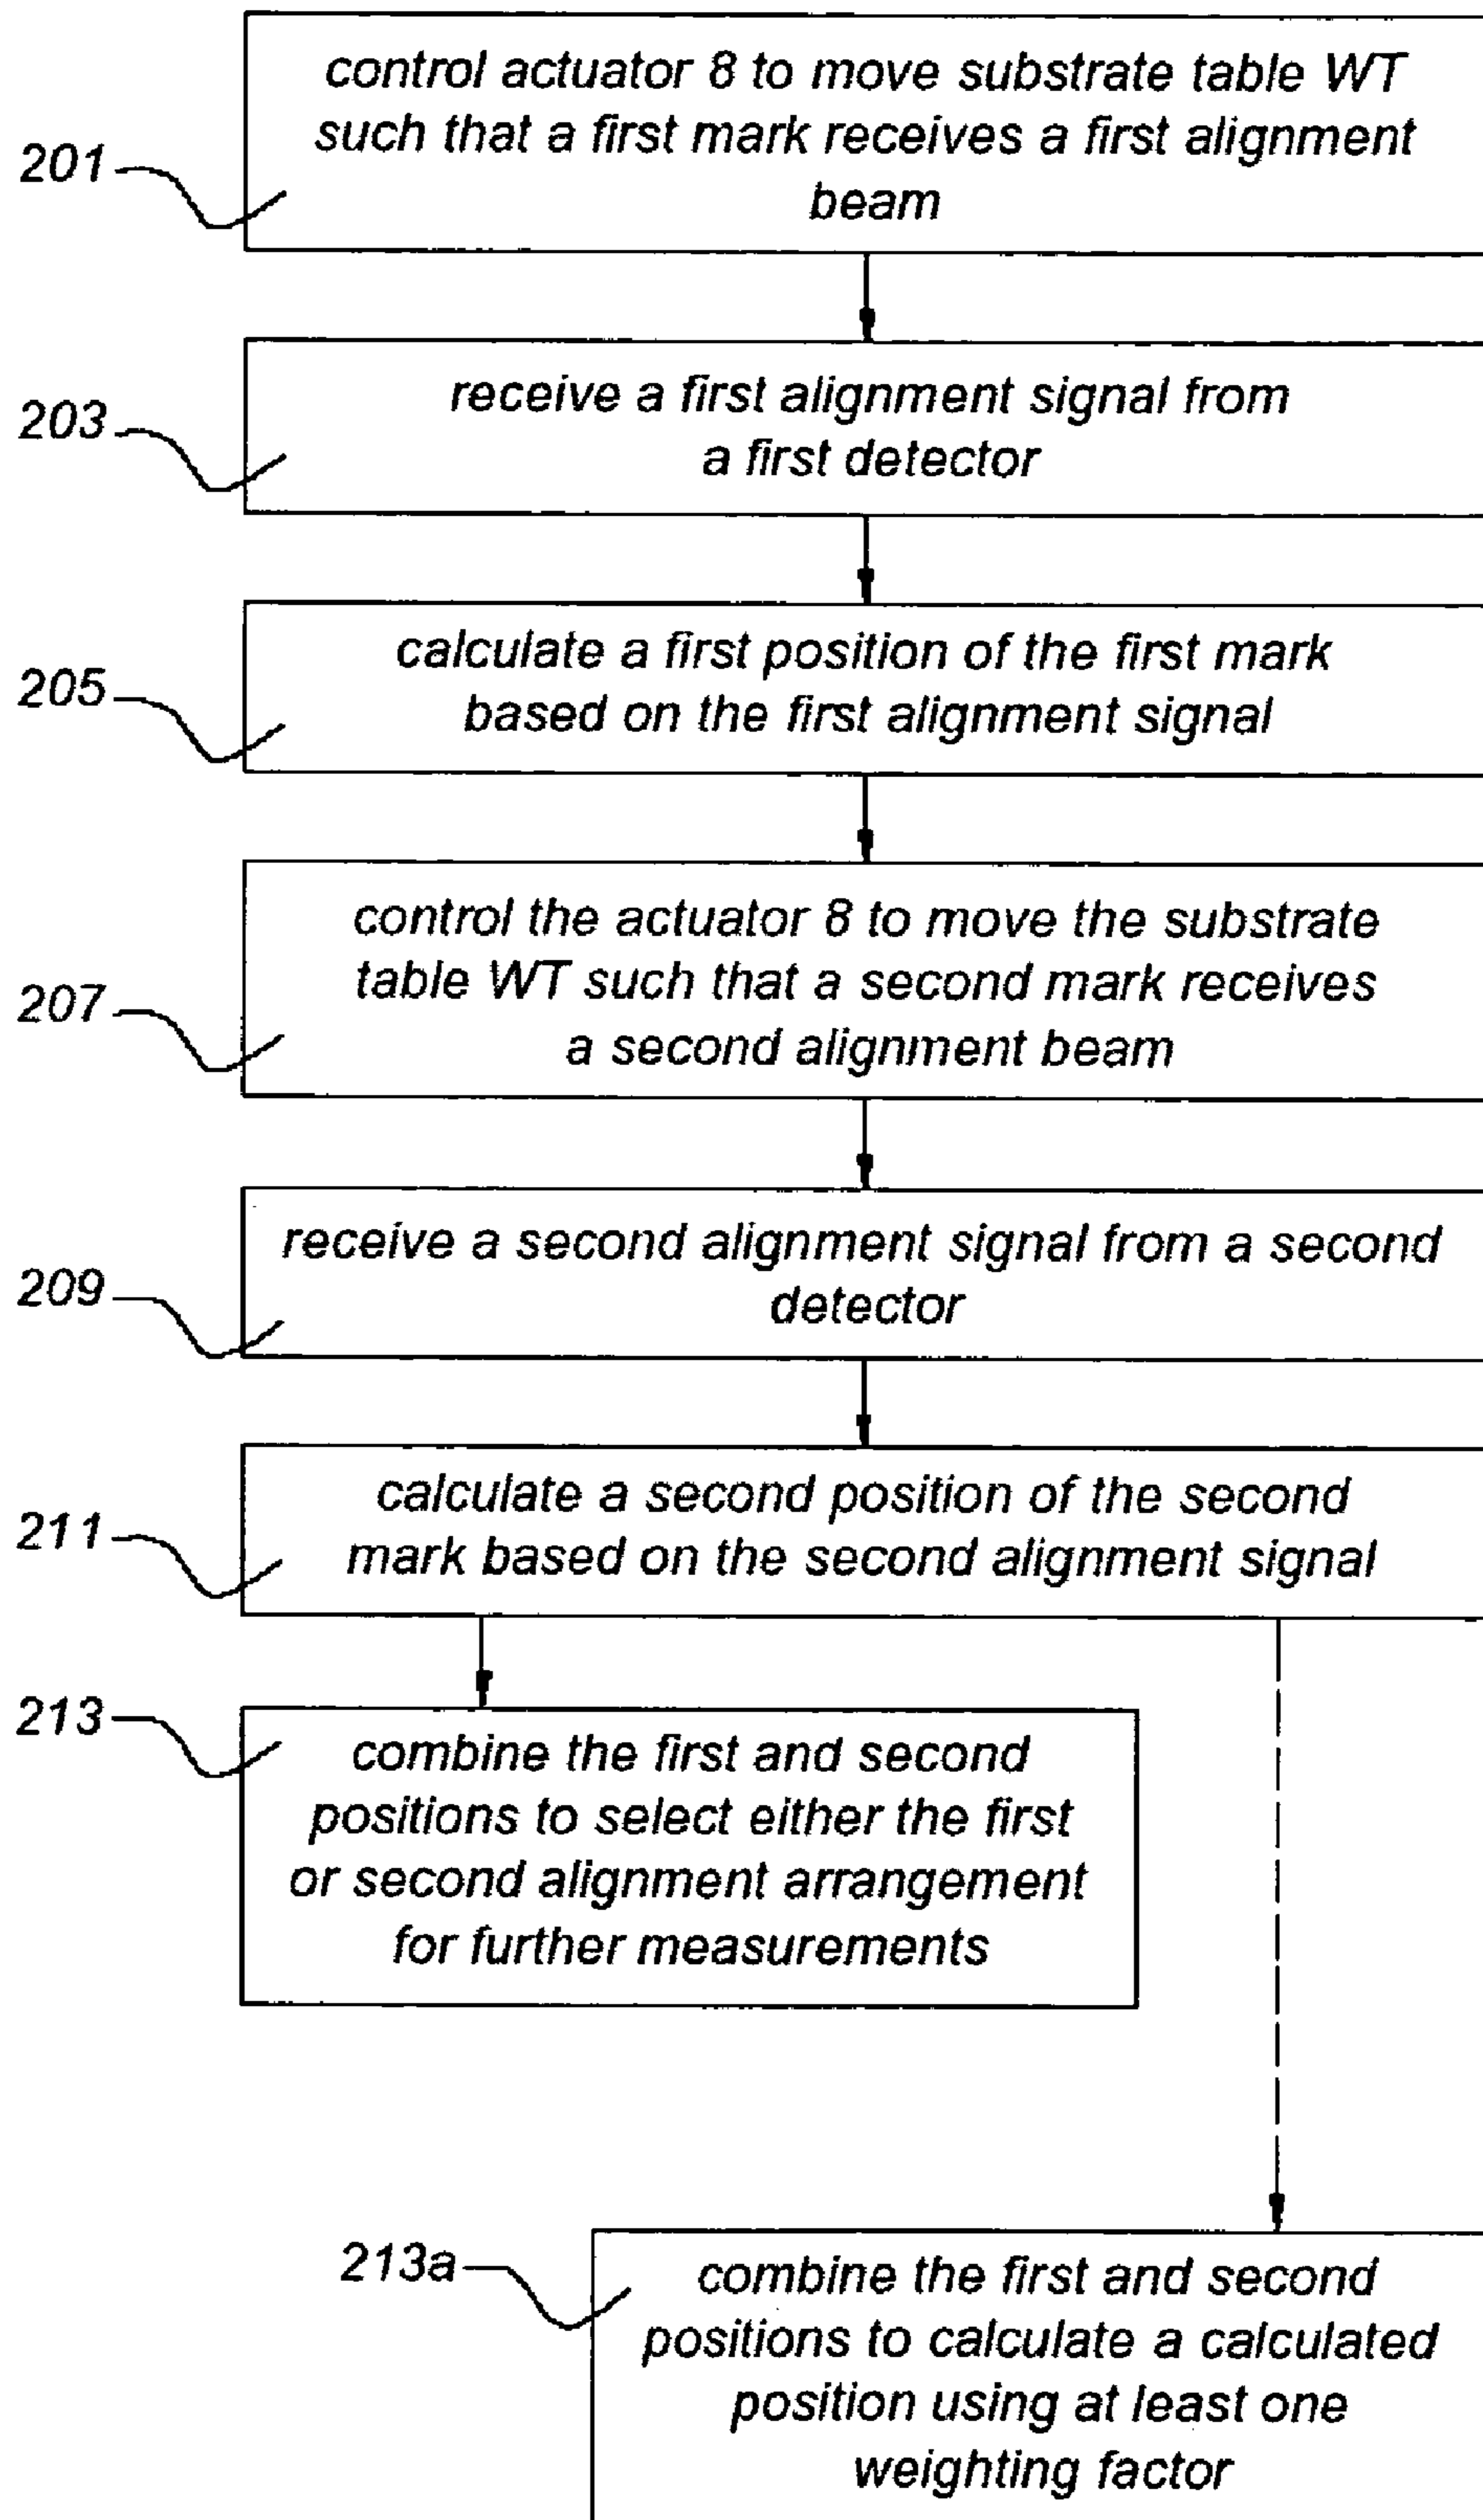 201
control actuator 8 to move substrate table WT
such that a first mark receives a first alignment
beam
203
receive a first alignment signal from
a first detector
205
calculate a first position of the first mark
based on the first alignment signal
207
control the actuator 8 to move the substrate
table WT such that a second mark receives
a second alignment beam
209
receive a second alignment signal from a second
detector
211
calculate a second position of the second
mark based on the second alignment signal
213
combine the first and second
positions to select either the first
or second alignment arrangement
for further measurements
213a
combine the first and second
positions to calculate a calculated
position using at least one
weighting factor